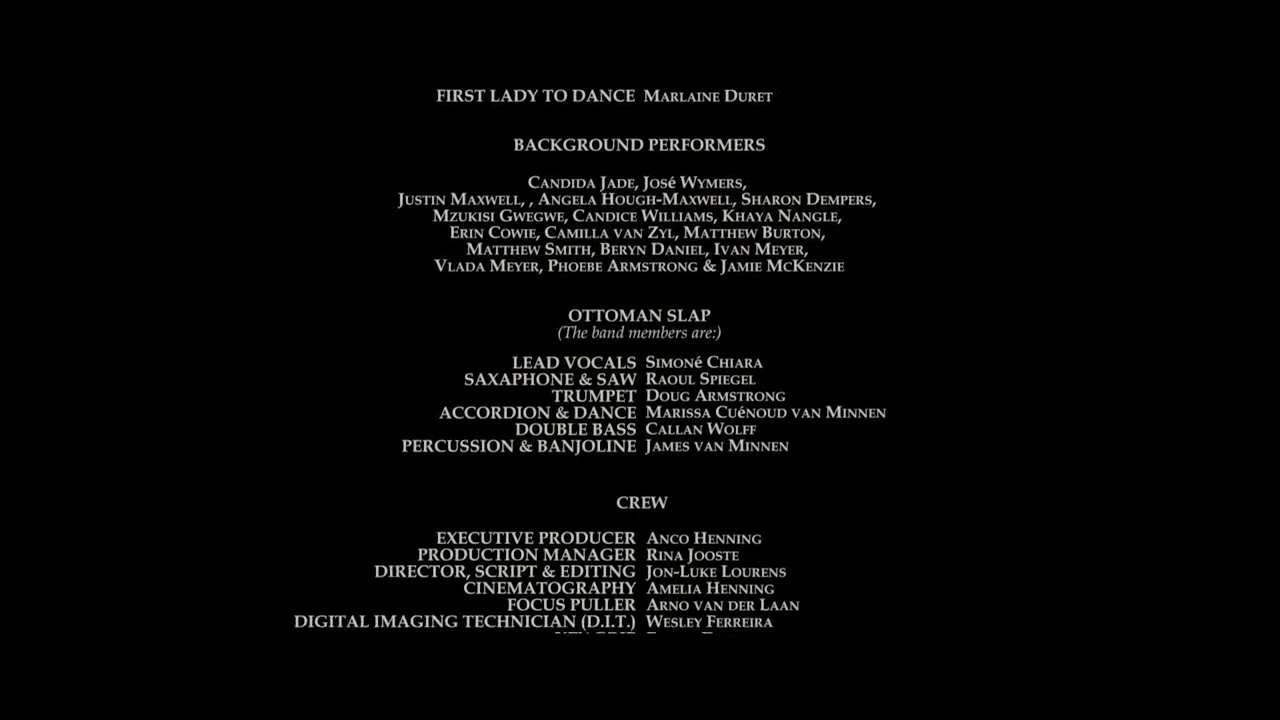 FIRST LADY TO DANCE Marlaine Duret
BACKGROUND PERFORMERS
Candida Jade, José Wymers,
Justin Maxwell, , Angela Hough-Maxwell, Sharon Dempers,
Mzukisi Gwegwe, Candice Williams, Khaya Nangle,
Erin Cowie, Camilla van Zyl, Matthew Burton,
Matthew Smith, Beryn Daniel, Ivan Meyer,
Vlada Meyer, Phoebe Armstrong & Jamie McKenzie
OTTOMAN SLAP
(The band members are:)
LEAD VOCALS Simoné Chiara
SAXAPHONE & SAW Raoul Spiegel
TRUMPET Doug Armstrong
ACCORDION & DANCE Marissa Cuénoud van Minnen
DOUBLE BASS Callan Wolff
PERCUSSION & BANJOLINE James van Minnen
CREW
EXECUTIVE PRODUCER Anco Henning
PRODUCTION MANAGER Rina Jooste
DIRECTOR, SCRIPT & EDITING Jon-Luke Lourens
CINEMATOGRAPHY Amelia Henning
FOCUS PULLER Arno van der Laan
DIGITAL IMAGING TECHNICIAN (D.I.T.) Wesley Ferreira